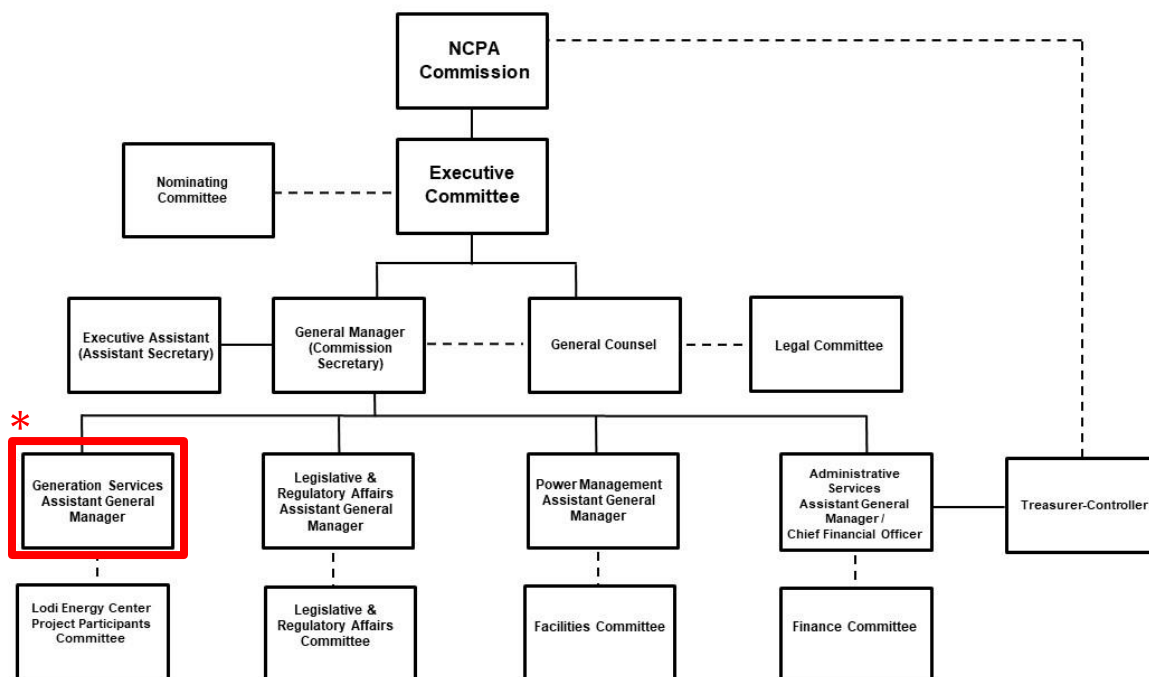 NCPA
Commission
Executive
Committee
Nominating
Committee
Executive Assistant
(Assistant Secretary)
General Manager
(Commission
Secretary)
General Counsel
Legal Committee
*
Generation Services
Assistant General
Manager
Legislative &
Regulatory Affairs
Assistant General
Manager
Power Management
Assistant General
Manager
Administrative
Services
Assistant General
Manager /
Chief Financial Officer
Treasurer-Controller
Lodi Energy Center
Project Participants
Committee
Legislative &
Regulatory Affairs
Committee
Facilities Committee
Finance Committee